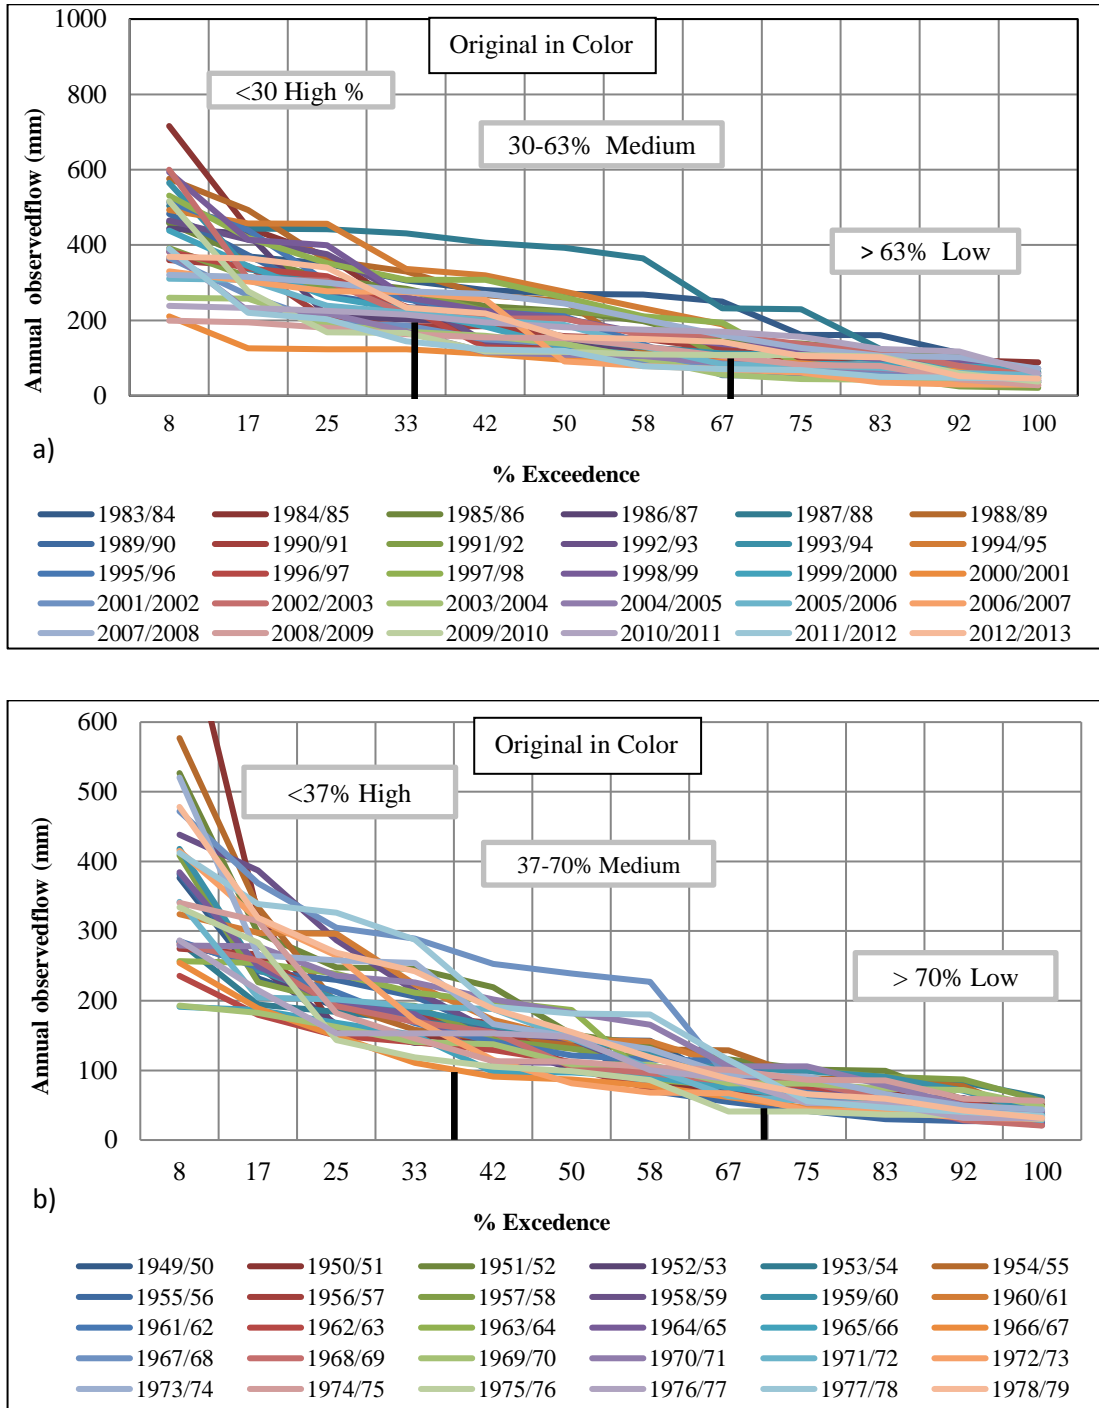 1000
Original in Color
<30 High %
800
30-63%  Medium
600
> 63%  Low
400
200
0
Annual observedflow (mm)
8 17 25 33 42 50 58 67 75 83 92 100
a)
% Exceedence
1983/84 1984/85 1985/86 1986/87 1987/88 1988/89
1989/90 1990/91 1991/92 1992/93 1993/94 1994/95
1995/96 1996/97 1997/98 1998/99 1999/2000 2000/2001
2001/2002 2002/2003 2003/2004 2004/2005 2005/2006 2006/2007
2007/2008 2008/2009 2009/2010 2010/2011 2011/2012 2012/2013
600
Original in Color
500
<37% High
400
37-70% Medium
300
> 70% Low
200
100
0
Annual observedflow (mm)
8 17 25 33 42 50 58 67 75 83 92 100
b)
% Excedence
1949/50 1950/51 1951/52 1952/53 1953/54 1954/55
1955/56 1956/57 1957/58 1958/59 1959/60 1960/61
1961/62 1962/63 1963/64 1964/65 1965/66 1966/67
1967/68 1968/69 1969/70 1970/71 1971/72 1972/73
1973/74 1974/75 1975/76 1976/77 1977/78 1978/79